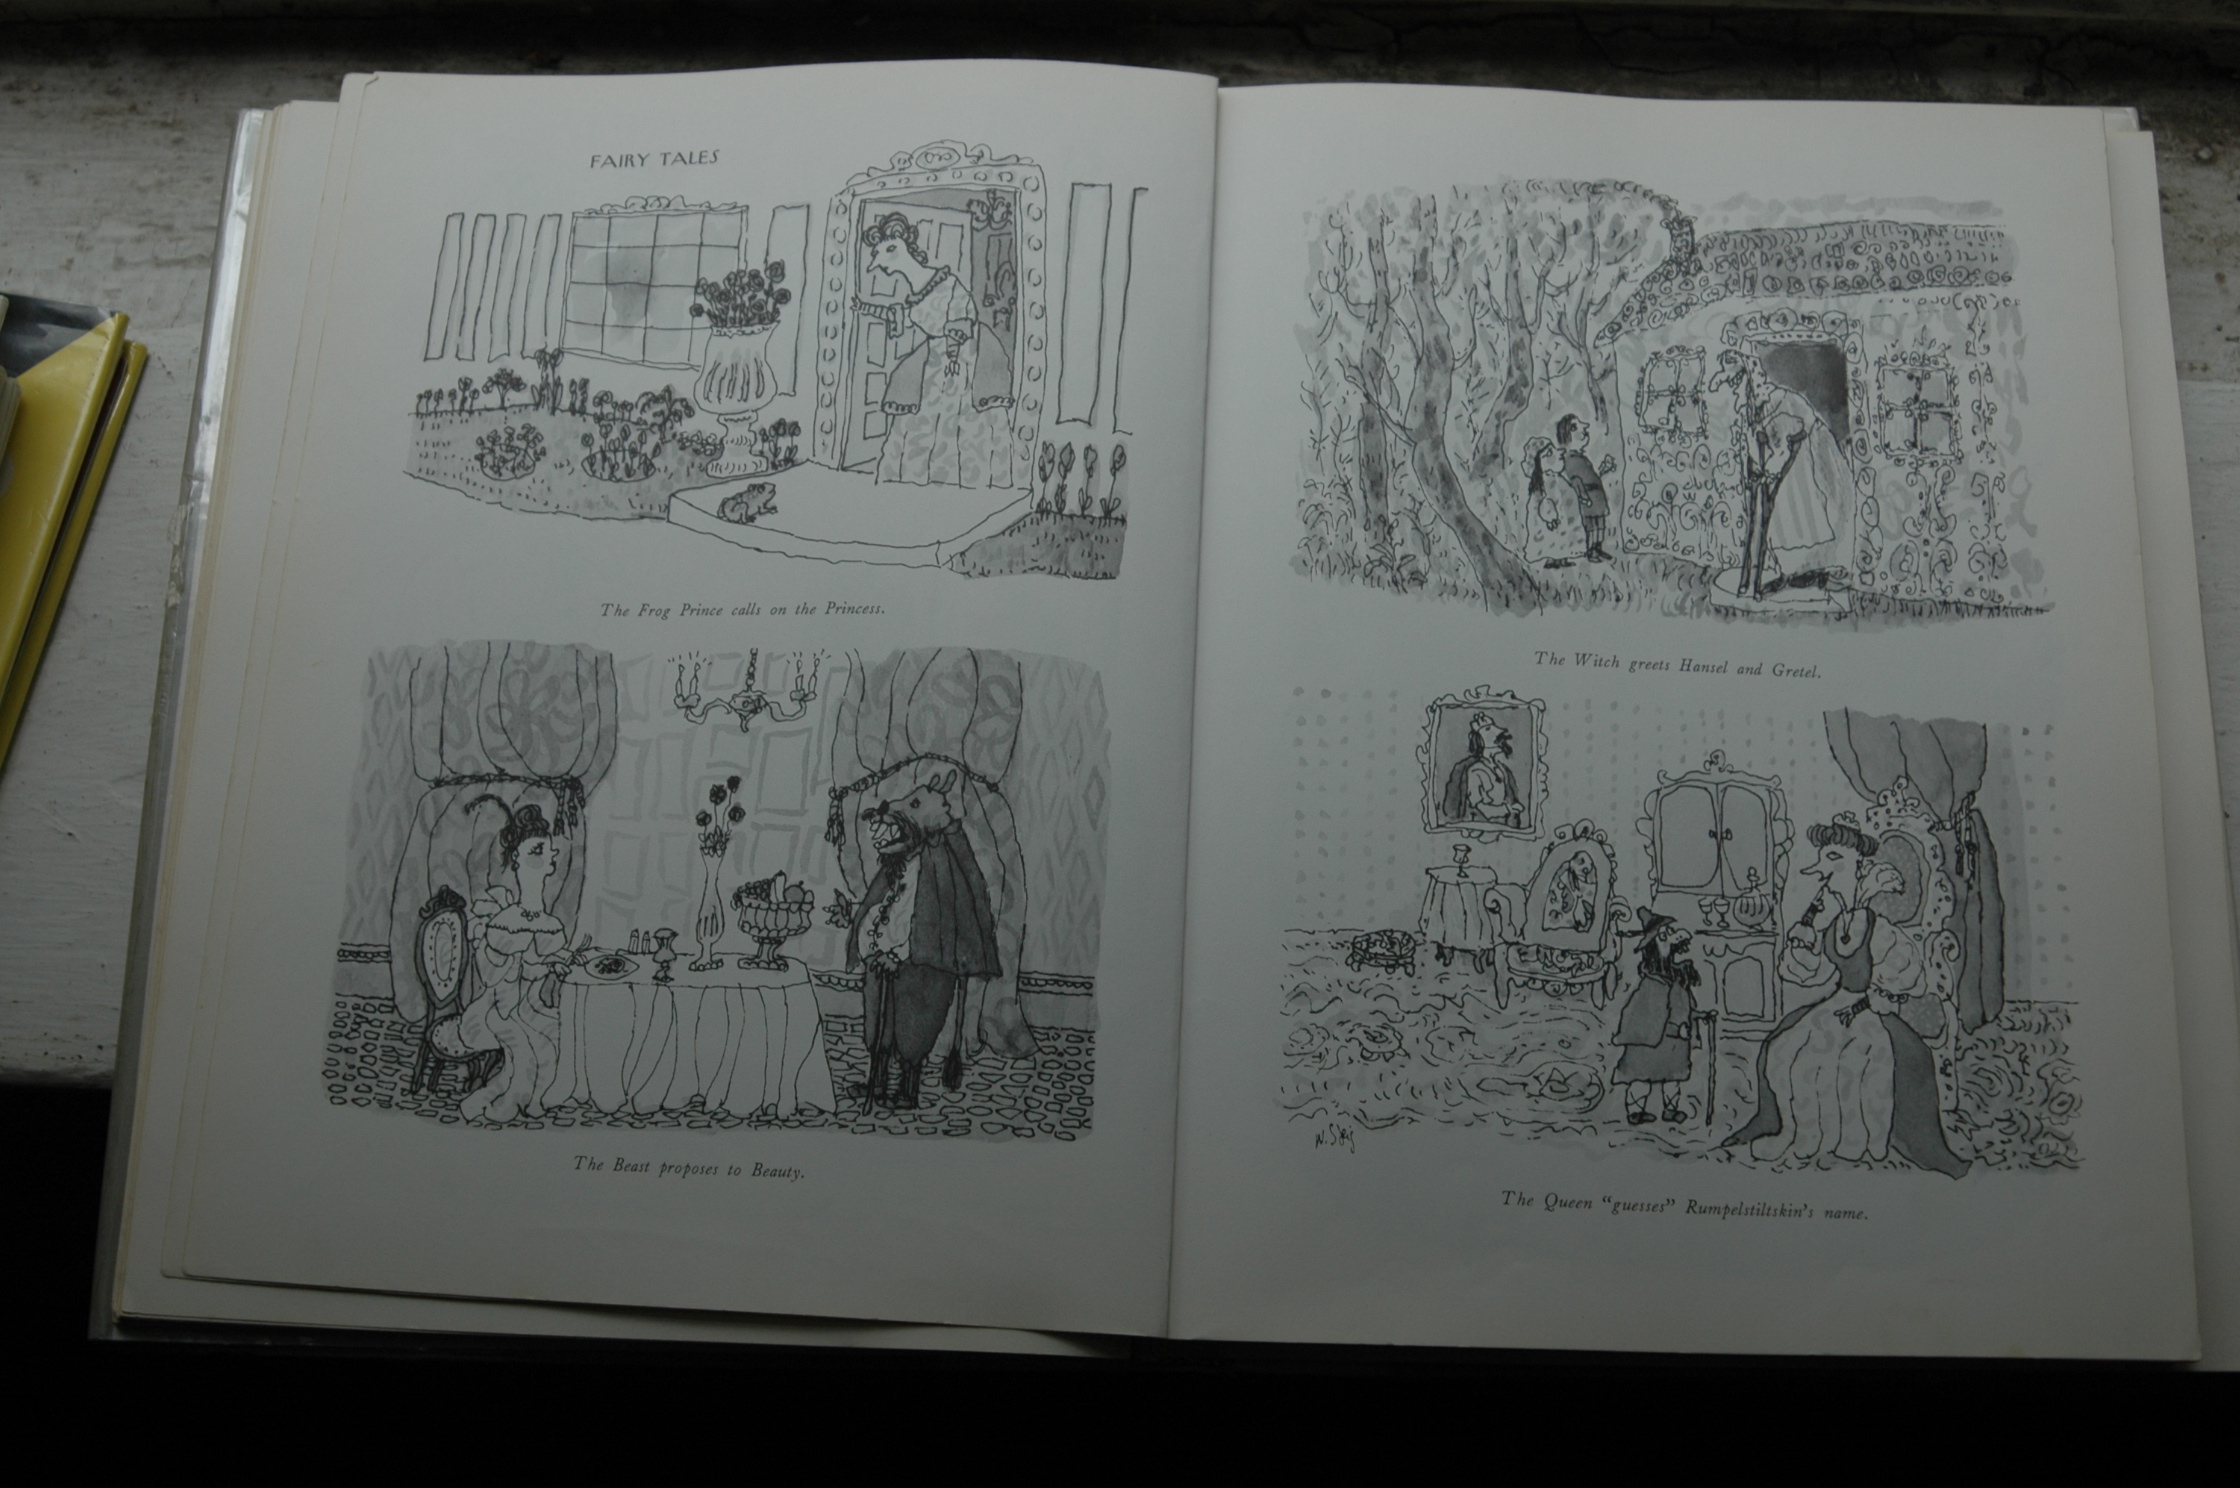 FAIRY TALES
The Frog Prince calls on the Princess.
The Beast proposes to Beauty.
The Witch greets Hansel and Gretel.
W. Steig
The Queen “guesses” Rumpelstiltskin's name.